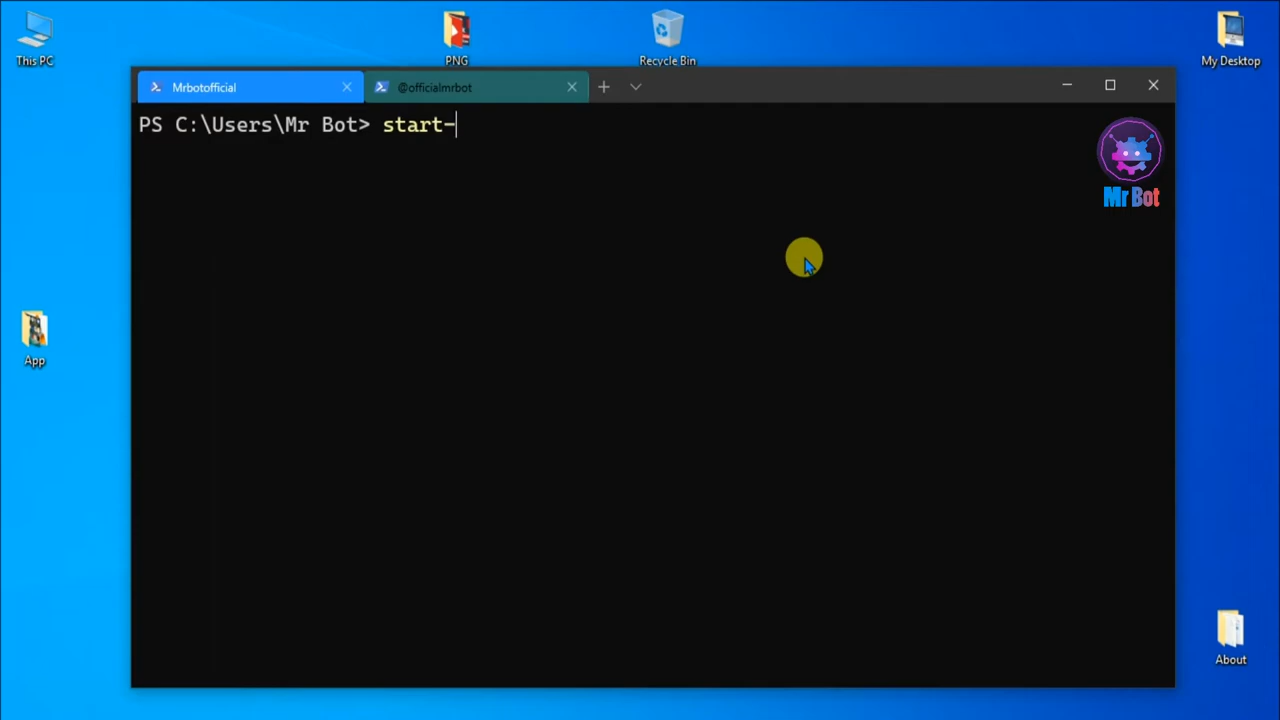 This PC
PNG
Recycle Bin
My Desktop
Mrbotofficial
@officialmrbot
PS C:\Users\Mr Bot> start-
Mr Bot
App
About